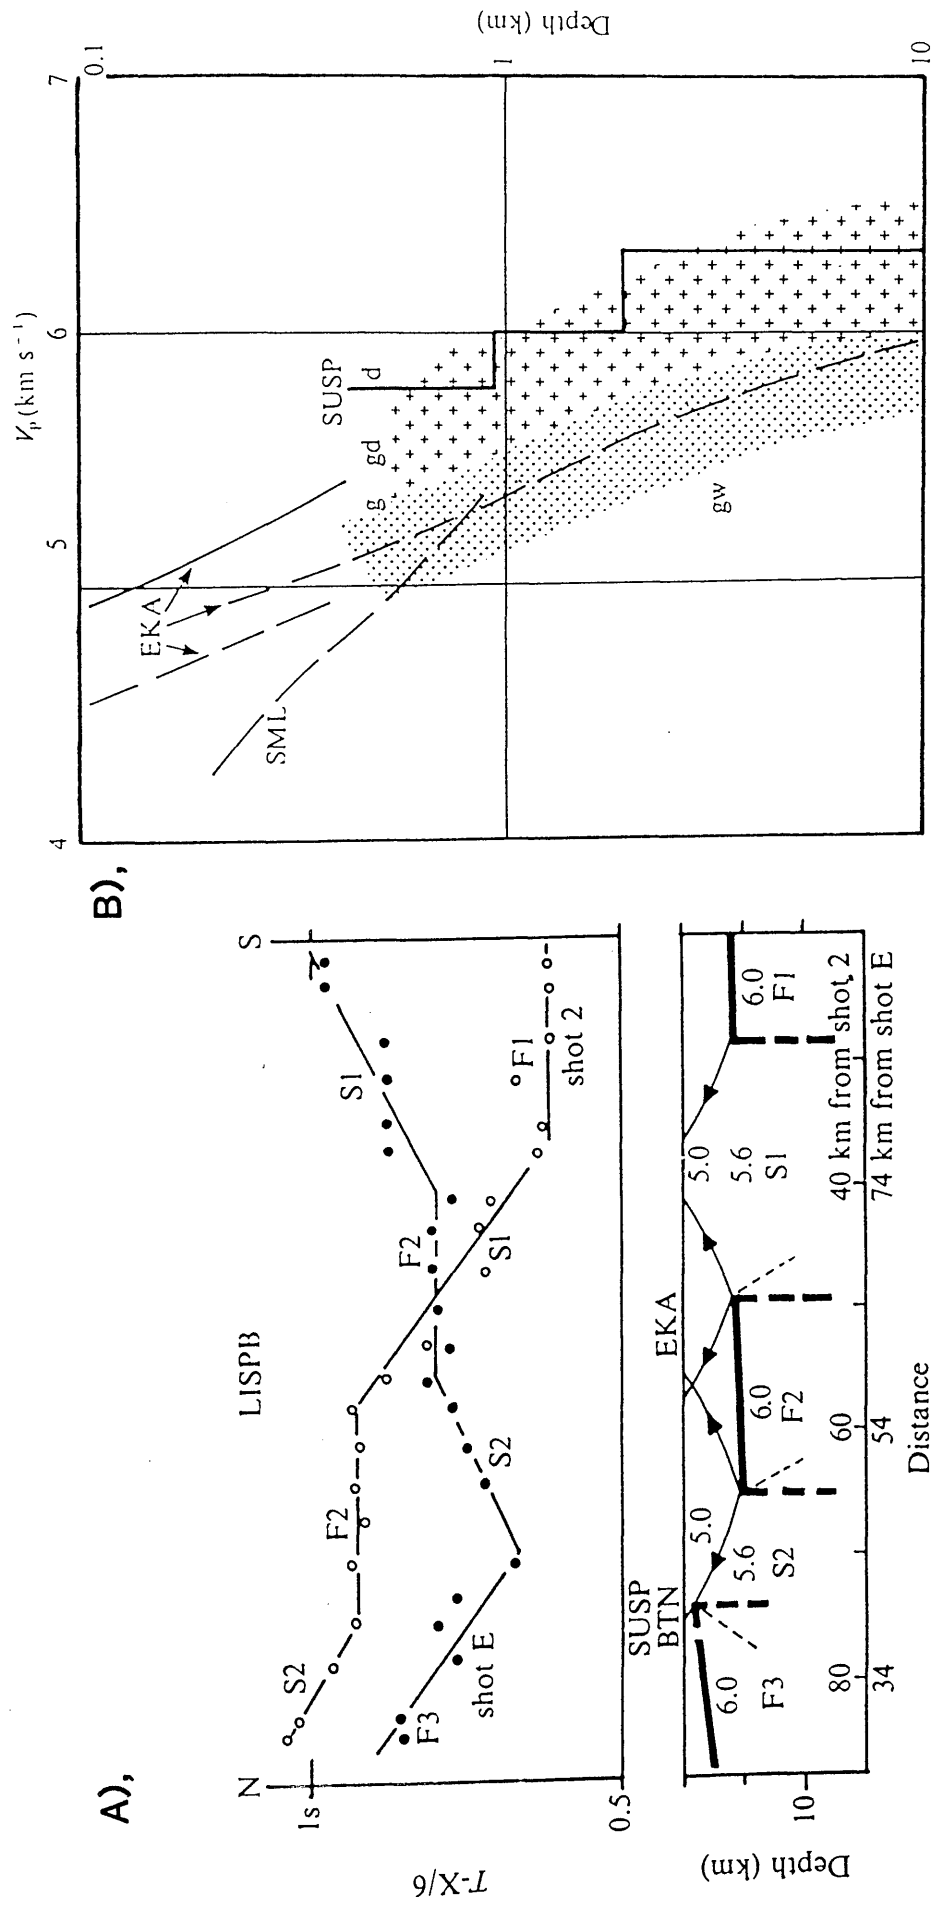 A),
LISPB
N
S
1s
0.5
T-X/6
S2
F2
S1
F1
shot 2
F3
shot E
S2
F2
S1
SUSP
BTN
EKA
Depth (km)
10
6.0
F3
5.0
5.6
S2
6.0
F2
5.0
5.6
S1
6.0
F1
80
60
40 km from shot 2
34
54
74 km from shot E
Distance
B),
Vp (km s⁻¹)
4
5
6
7
0.1
1
10
Depth (km)
EKA
SML
SUSP
g
gd
d
gw